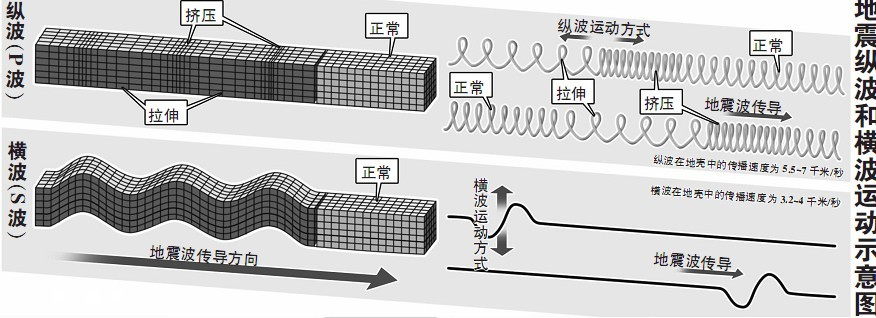 地震纵波和横波运动示意图
纵波(P波)
挤压
正常
拉伸
纵波运动方式
正常
正常
拉伸
挤压
地震波传导
纵波在地壳中的传播速度为5.5~7千米/秒
横波(S波)
正常
地震波传导方向
横波运动方式
横波在地壳中的传播速度为3.2~4千米/秒
地震波传导